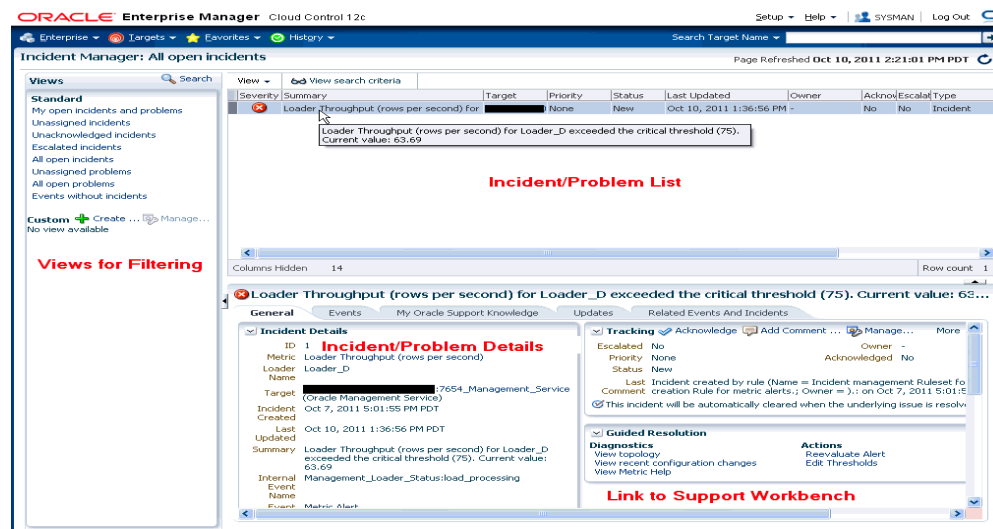 ORACLE Enterprise Manager Cloud Control 12c
Setup Help SYSMAN Log Out
Enterprise Targets Favorites History Search Target Name
Incident Manager: All open incidents
Page Refreshed Oct 10, 2011 2:21:01 PM PDT
Views Search
Standard
My open incidents and problems
Unassigned incidents
Unacknowledged incidents
Escalated incidents
All open incidents
Unassigned problems
All open problems
Events without incidents
Custom Create ... Manage...
No view available
Views for Filtering
View View search criteria
Severity Summary Target Priority Status Last Updated Owner Acknov Escalat Type
Loader Throughput (rows per second) for None New Oct 10, 2011 1:36:56 PM - No No Incident
Loader Throughput (rows per second) for Loader_D exceeded the critical threshold (75).
Current value: 63.69
Incident/Problem List
Columns Hidden 14
Row count 1
Loader Throughput (rows per second) for Loader_D exceeded the critical threshold (75). Current value: 63...
General Events My Oracle Support Knowledge Updates Related Events And Incidents
Incident Details
Incident/Problem Details
ID 1
Metric Loader Throughput (rows per second)
Loader Name Loader_D
Target :7654_Management_Service
(Oracle Management Service)
Incident Created Oct 7, 2011 5:01:55 PM PDT
Last Updated Oct 10, 2011 1:36:56 PM PDT
Summary Loader Throughput (rows per second) for Loader_D
exceeded the critical threshold (75). Current value:
63.69
Internal Event Name Management_Loader_Status:load_processing
Event Metric Alert
Tracking Acknowledge Add Comment ... Manage... More
Escalated No Owner -
Priority None Acknowledged No
Status New
Last Comment Incident created by rule (Name = Incident management Ruleset fo
creation Rule for metric alerts.; Owner = ).: on Oct 7, 2011 5:01:5
This incident will be automatically cleared when the underlying issue is resolv
Guided Resolution
Diagnostics
View topology
View recent configuration changes
View Metric Help
Actions
Reevaluate Alert
Edit Thresholds
Link to Support Workbench